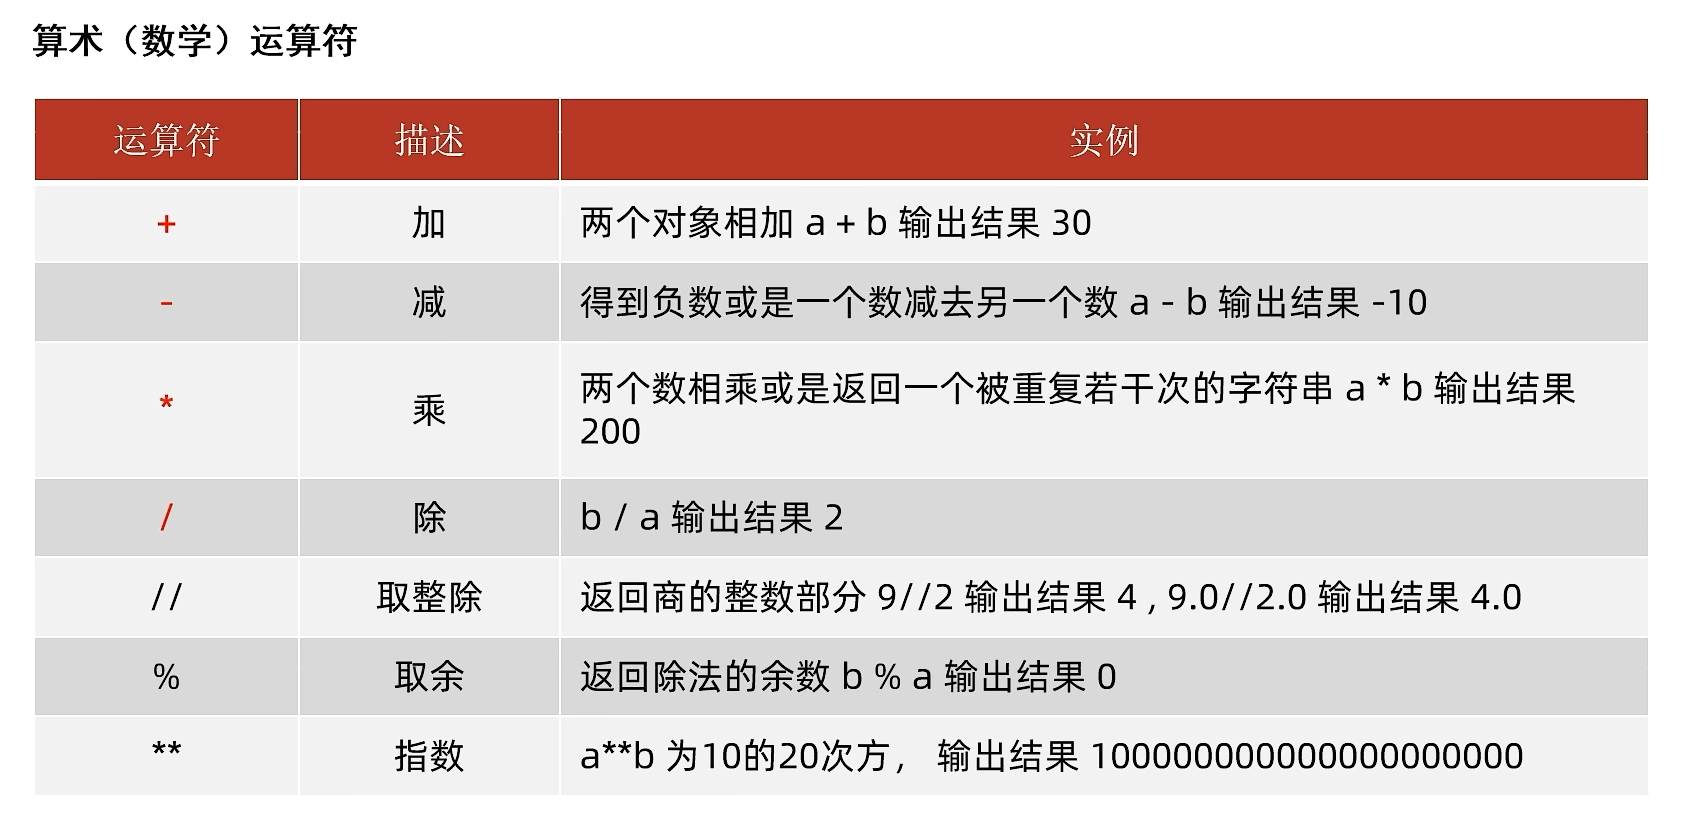 算术（数学）运算符
运算符 描述 实例
+ 加 两个对象相加 a + b 输出结果 30
- 减 得到负数或是一个数减去另一个数 a - b 输出结果 -10
* 乘 两个数相乘或是返回一个被重复若干次的字符串 a * b 输出结果
200
/ 除 b / a 输出结果 2
// 取整除 返回商的整数部分 9//2 输出结果 4 , 9.0//2.0 输出结果 4.0
% 取余 返回除法的余数 b % a 输出结果 0
** 指数 a**b 为10的20次方， 输出结果 100000000000000000000